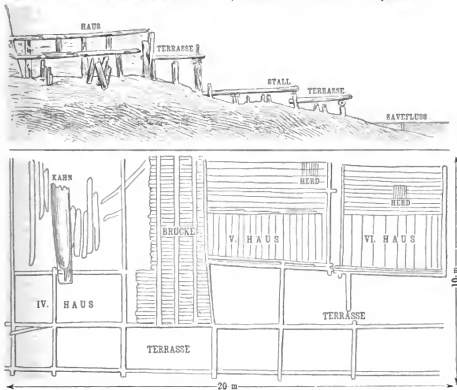 HAUS
TERRASSE
STALL
TERRASSE
SAVEFLUSS
KAHN
HERD
BRÜCKE
HERD
V. HAUS
VI. HAUS
IV. HAUS
TERRASSE
TERRASSE
10 m
20 m